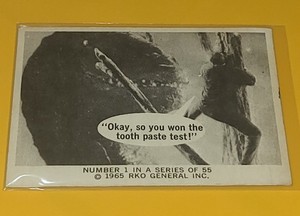 "Okay, so you won the
tooth paste test!"
NUMBER 1 IN A SERIES OF 55
© 1965 RKO GENERAL INC.